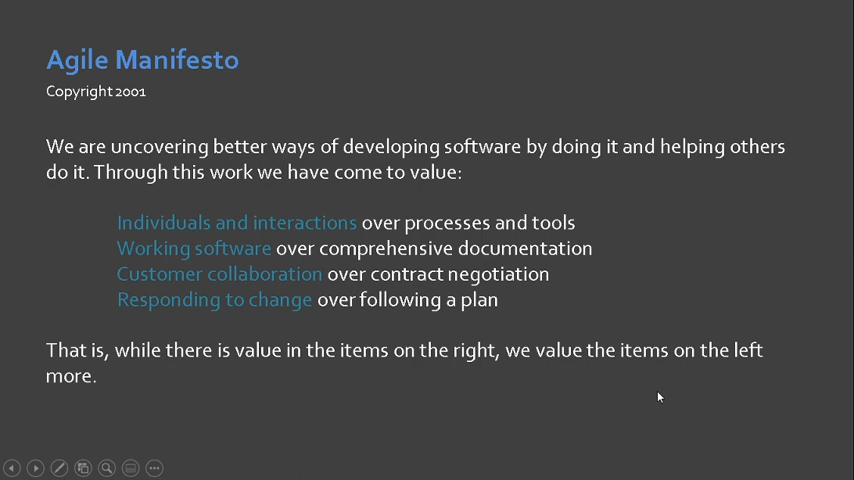 Agile Manifesto
Copyright 2001
We are uncovering better ways of developing software by doing it and helping others
do it. Through this work we have come to value:
Individuals and interactions over processes and tools
Working software over comprehensive documentation
Customer collaboration over contract negotiation
Responding to change over following a plan
That is, while there is value in the items on the right, we value the items on the left
more.